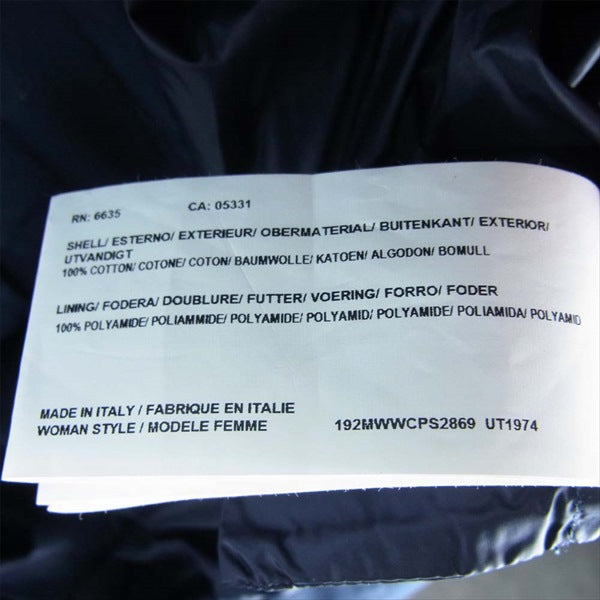 RN: 6635 CA: 05331
SHELL/ ESTERNO/ EXTERIEUR/ OBERMATERIAL/ BUITENKANT/ EXTERIOR/
UTVANDIGT
100% COTTON/ COTONE/ COTON/ BAUMWOLLE/ KATOEN/ ALGODON/ BOMULL
LINING/ FODERA/ DOUBLURE/ FUTTER/ VOERING/ FORRO/ FODER
100% POLYAMIDE/ POLIAMMIDE/ POLYAMIDE/ POLYAMID/ POLYAMIDE/ POLIAMIDA/ POLYAMID
MADE IN ITALY / FABRIQUE EN ITALIE
WOMAN STYLE / MODELE FEMME 192MWWCPS2869 UT1974